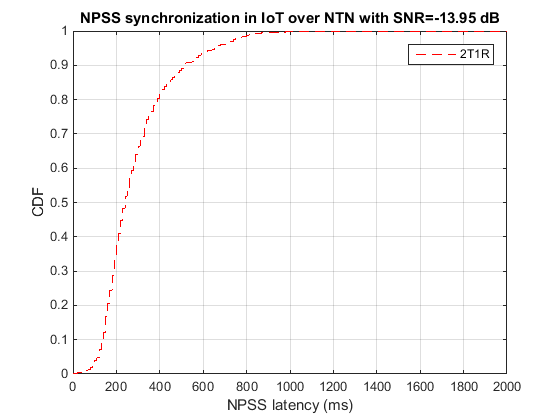 NPSS synchronization in IoT over NTN with SNR=-13.95 dB
2T1R
1
0.9
0.8
0.7
0.6
0.5
0.4
0.3
0.2
0.1
0
CDF
0 200 400 600 800 1000 1200 1400 1600 1800 2000
NPSS latency (ms)